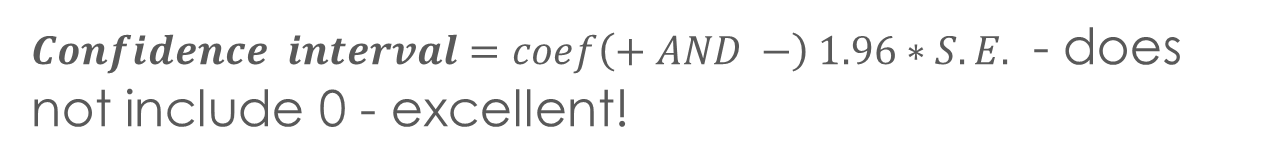 Confidence interval = coef(+ AND −) 1.96 * S.E. - does
not include 0 - excellent!